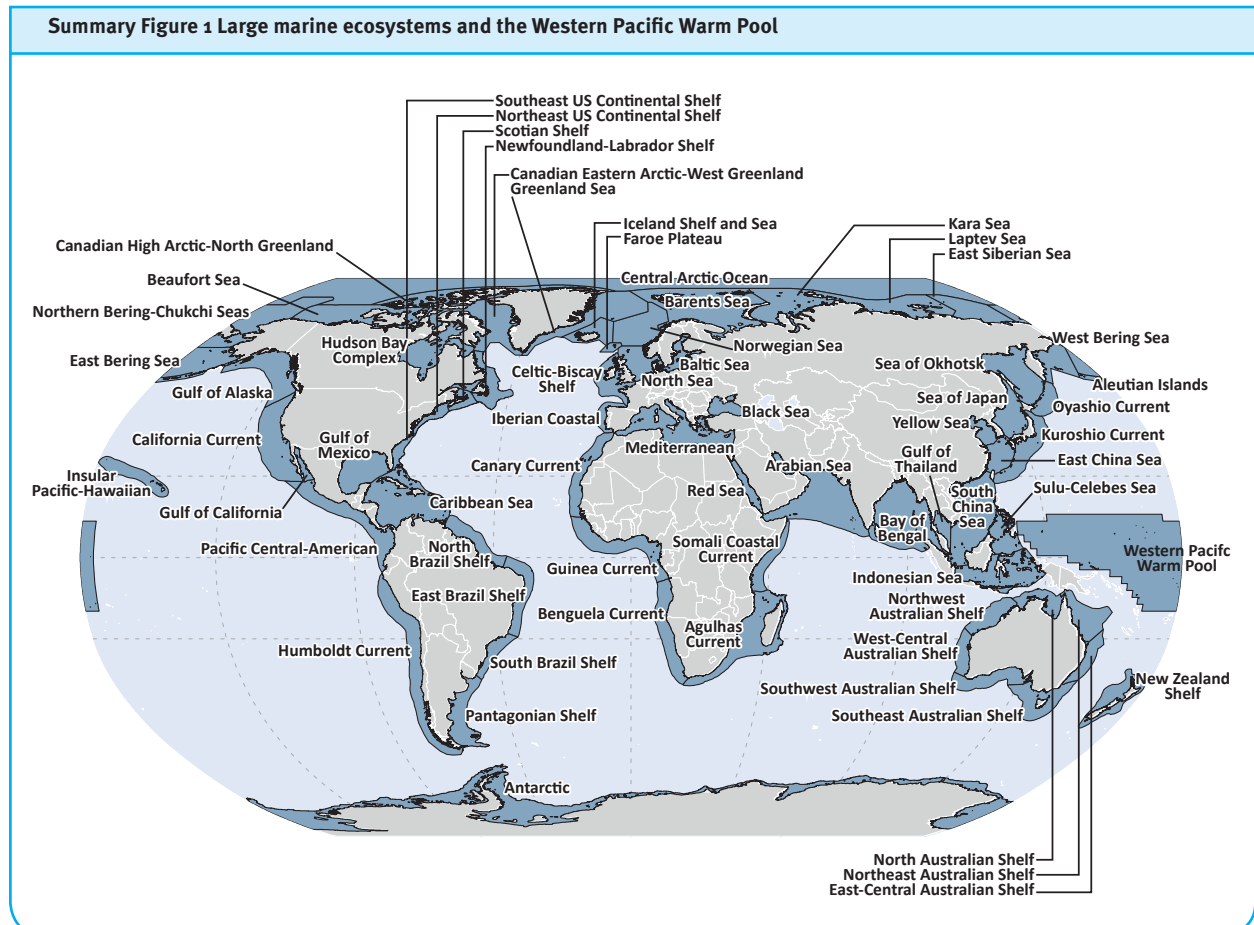 Summary Figure 1 Large marine ecosystems and the Western Pacific Warm Pool
Southeast US Continental Shelf
Northeast US Continental Shelf
Scotian Shelf
Newfoundland-Labrador Shelf
Canadian Eastern Arctic-West Greenland
Greenland Sea
Iceland Shelf and Sea
Faroe Plateau
Kara Sea
Laptev Sea
East Siberian Sea
Canadian High Arctic-North Greenland
Beaufort Sea
Northern Bering-Chukchi Seas
Central Arctic Ocean
Barents Sea
East Bering Sea
Hudson Bay
Complex
Norwegian Sea
West Bering Sea
Gulf of Alaska
Celtic-Biscay
Shelf
Baltic Sea
North Sea
Sea of Okhotsk
Aleutian Islands
Sea of Japan
Oyashio Current
Iberian Coastal
Black Sea
Yellow Sea
California Current
Gulf of
Mexico
Mediterranean
Kuroshio Current
Gulf of
Thailand
East China Sea
Canary Current
Arabian Sea
Insular
Pacific-Hawaiian
Red Sea
South
China
Sea
Sulu-Celebes Sea
Gulf of California
Caribbean Sea
Bay of
Bengal
Pacific Central-American
North
Brazil Shelf
Somali Coastal
Current
Western Pacifc
Warm Pool
Guinea Current
Indonesian Sea
East Brazil Shelf
Northwest
Australian Shelf
Benguela Current
Agulhas
Current
West-Central
Australian Shelf
Humboldt Current
South Brazil Shelf
Southwest Australian Shelf
New Zealand
Shelf
Pantagonian Shelf
Southeast Australian Shelf
Antarctic
North Australian Shelf
Northeast Australian Shelf
East-Central Australian Shelf